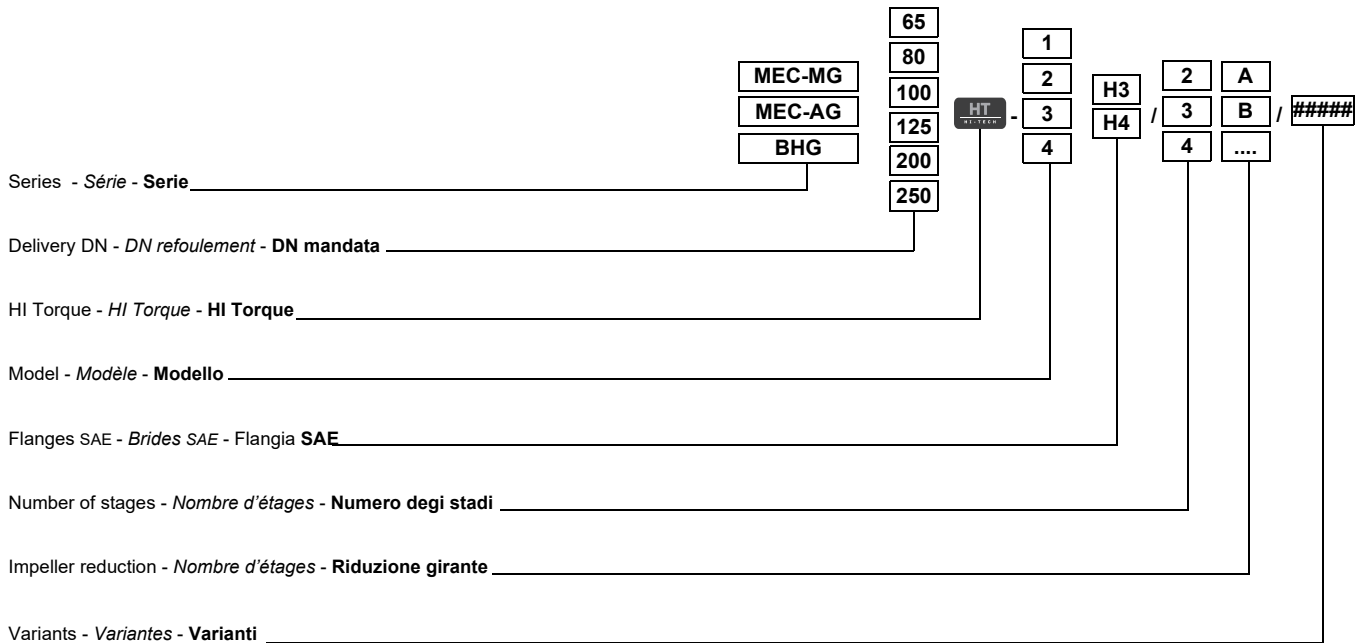 65
80
100
125
200
250
MEC-MG
MEC-AG
BHG
HT
HI-TECH
-
1
2
3
4
H3
H4
/
2
3
4
A
B
....
/
#####
Series - Série - Serie
Delivery DN - DN refoulement - DN mandata
HI Torque - HI Torque - HI Torque
Model - Modèle - Modello
Flanges SAE - Brides SAE - Flangia SAE
Number of stages - Nombre d’étages - Numero degi stadi
Impeller reduction - Nombre d’étages - Riduzione girante
Variants - Variantes - Varianti